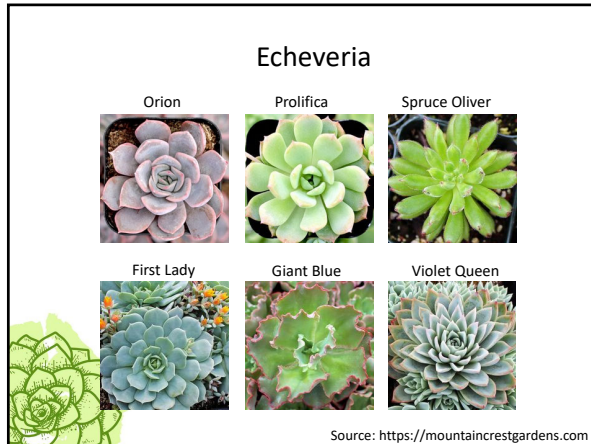 Echeveria
Orion
Prolifica
Spruce Oliver
First Lady
Giant Blue
Violet Queen
Source: https://mountaincrestgardens.com